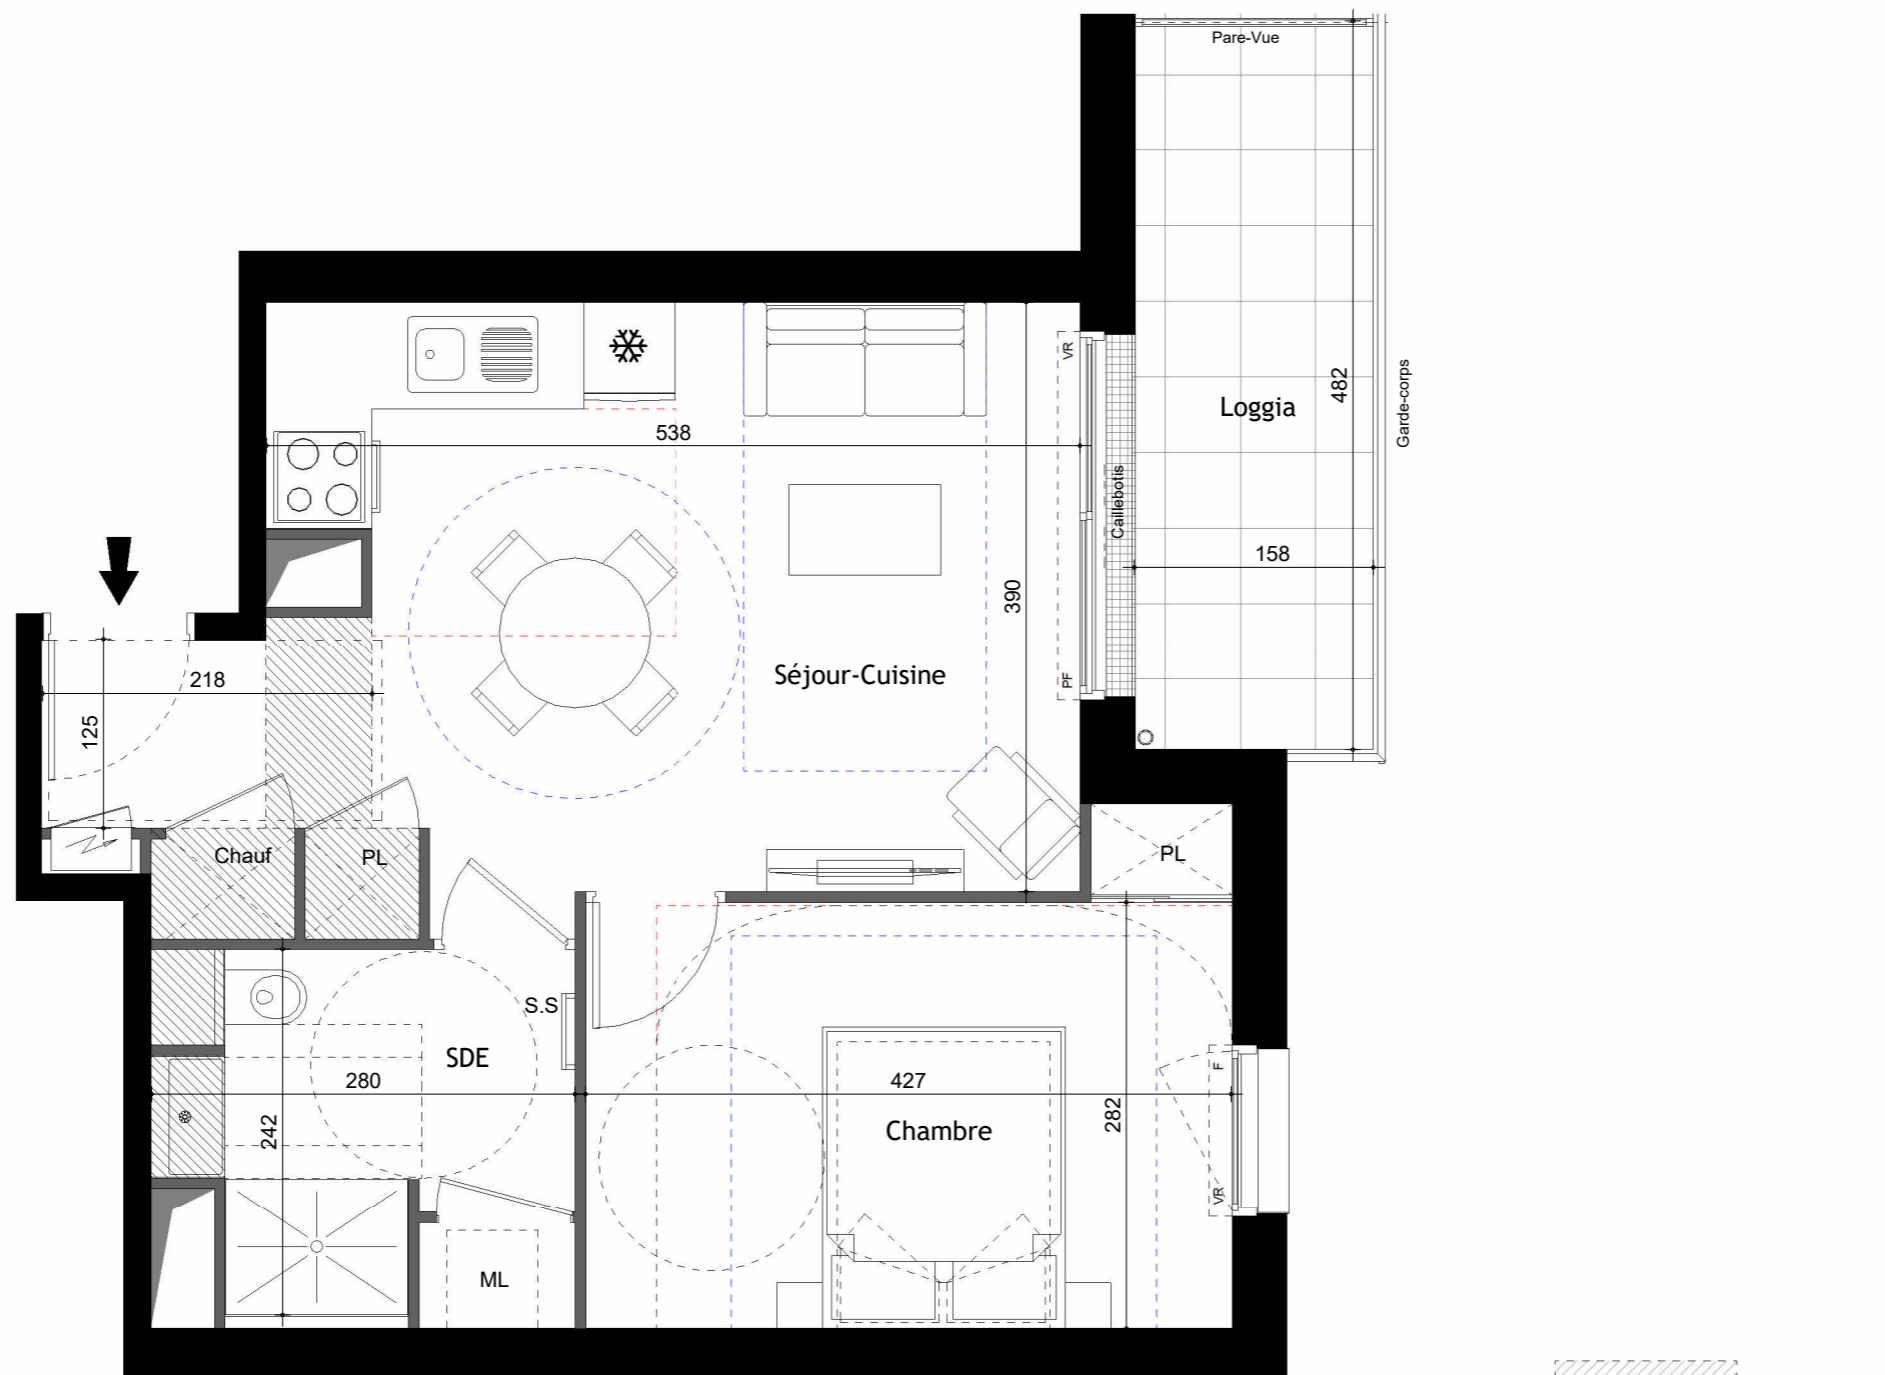 Pare-Vue
VR
482
Garde-corps
Loggia
538
Caillebotis
158
390
Séjour-Cuisine
PF
218
125
Chauf
PL
PL
S.S
SDE
F
280
427
242
282
Chambre
VR
ML